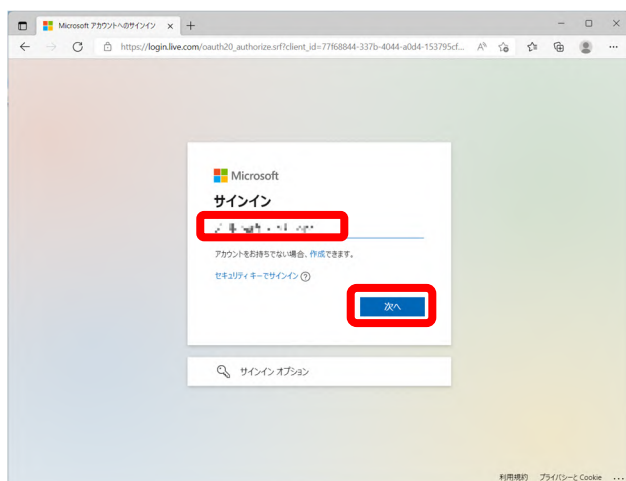 Microsoft アカウントへのサインイン
https://login.live.com/oauth20_authorize.srf?client_id=77f68844-337b-4044-a0d4-153795cf...
Microsoft
サインイン
アカウントをお持ちでない場合、作成できます。
セキュリティ キーでサインイン
次へ
サインイン オプション
利用規約 プライバシーと Cookie ...